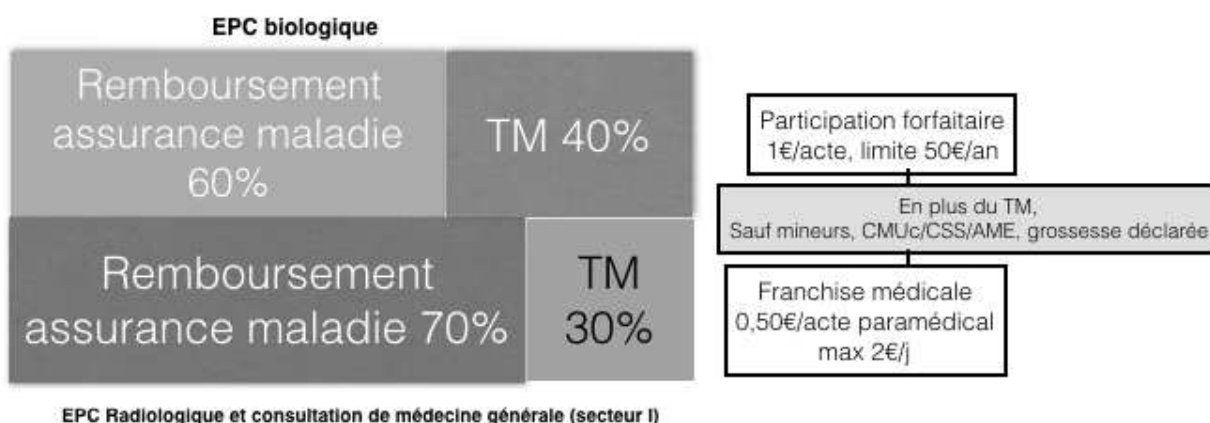 EPC biologique
Remboursement
assurance maladie
60%
TM 40%
Remboursement
assurance maladie 70%
TM
30%
EPC Radiologique et consultation de médecine générale (secteur I)
Participation forfaitaire
1€/acte, limite 50€/an
En plus du TM,
Sauf mineurs, CMUc/CSS/AME, grossesse déclarée
Franchise médicale
0,50€/acte paramédical
max 2€/j